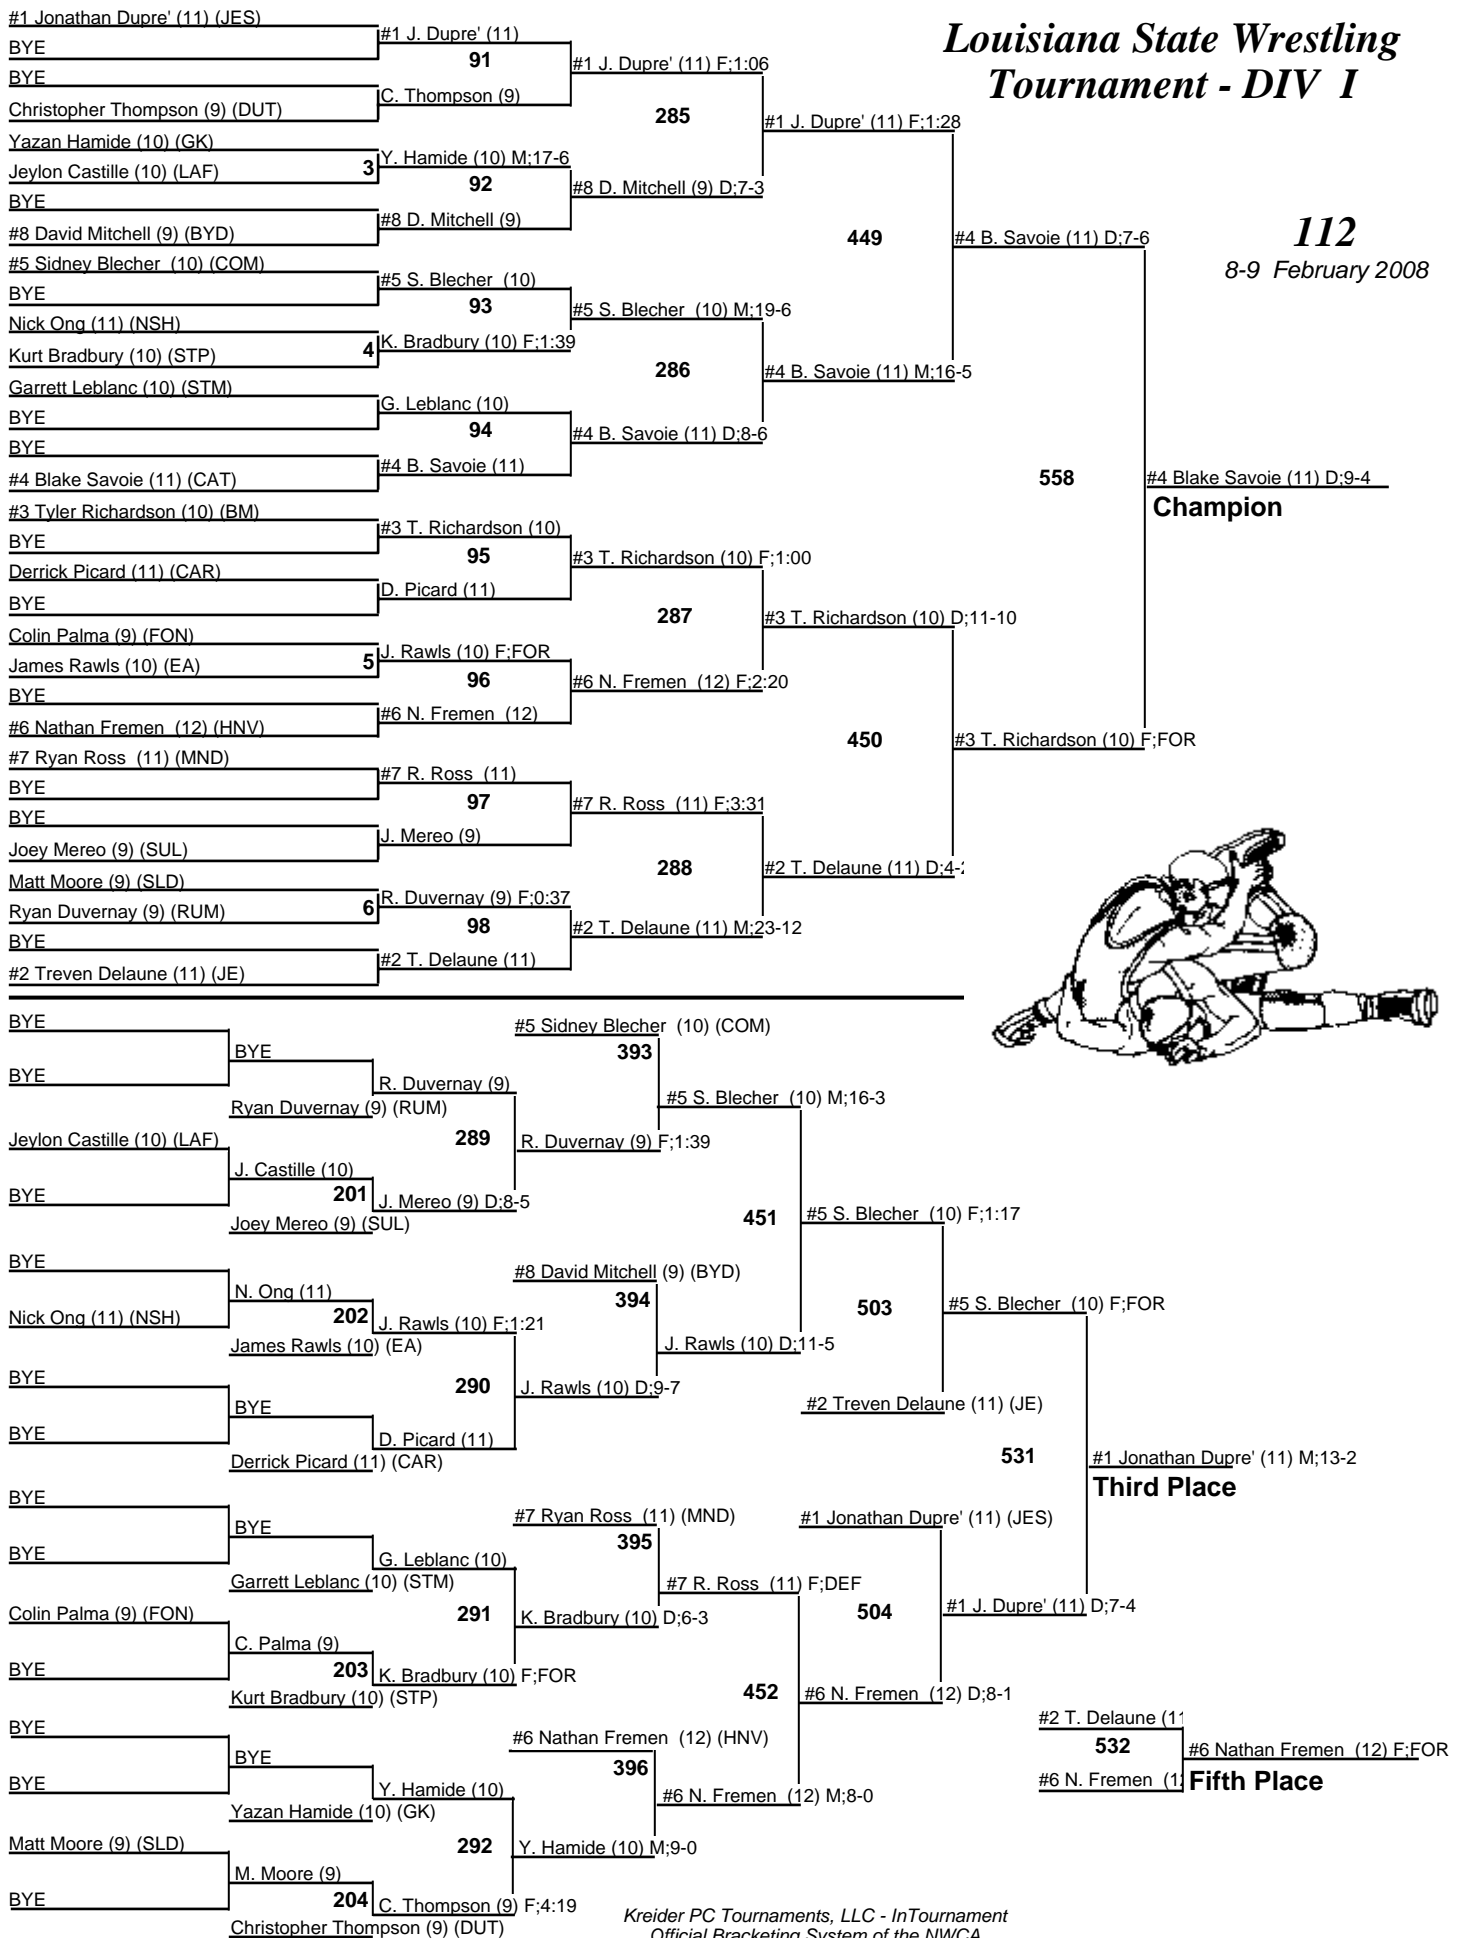 Louisiana State Wrestling
Tournament - DIV I
112
8-9 February 2008
#1 Jonathan Dupre' (11) (JES)
BYE
BYE
Christopher Thompson (9) (DUT)
Yazan Hamide (10) (GK)
Jeylon Castille (10) (LAF)
BYE
#8 David Mitchell (9) (BYD)
#5 Sidney Blecher (10) (COM)
BYE
Nick Ong (11) (NSH)
Kurt Bradbury (10) (STP)
Garrett Leblanc (10) (STM)
BYE
BYE
#4 Blake Savoie (11) (CAT)
#3 Tyler Richardson (10) (BM)
BYE
Derrick Picard (11) (CAR)
BYE
Colin Palma (9) (FON)
James Rawls (10) (EA)
BYE
#6 Nathan Fremen (12) (HNV)
#7 Ryan Ross (11) (MND)
BYE
BYE
Joey Mereo (9) (SUL)
Matt Moore (9) (SLD)
Ryan Duvernay (9) (RUM)
BYE
#2 Treven Delaune (11) (JE)
3
4
5
6
#1 J. Dupre' (11)
91
C. Thompson (9)
Y. Hamide (10) M;17-6
92
#8 D. Mitchell (9)
#5 S. Blecher (10)
93
K. Bradbury (10) F;1:39
G. Leblanc (10)
94
#4 B. Savoie (11)
#3 T. Richardson (10)
95
D. Picard (11)
J. Rawls (10) F;FOR
96
#6 N. Fremen (12)
#7 R. Ross (11)
97
J. Mereo (9)
R. Duvernay (9) F;0:37
98
#2 T. Delaune (11)
#1 J. Dupre' (11) F;1:06
285
#8 D. Mitchell (9) D;7-3
#5 S. Blecher (10) M;19-6
286
#4 B. Savoie (11) D;8-6
#3 T. Richardson (10) F;1:00
287
#6 N. Fremen (12) F;2:20
#7 R. Ross (11) F;3:31
288
#2 T. Delaune (11) M;23-12
#1 J. Dupre' (11) F;1:28
449
#4 B. Savoie (11) M;16-5
#3 T. Richardson (10) D;11-10
450
#2 T. Delaune (11) D;4-
#4 B. Savoie (11) D;7-6
558
#3 T. Richardson (10) F;FOR
#4 Blake Savoie (11) D;9-4
Champion
BYE
BYE
Jeylon Castille (10) (LAF)
BYE
BYE
Nick Ong (11) (NSH)
BYE
BYE
BYE
BYE
Colin Palma (9) (FON)
BYE
BYE
BYE
Matt Moore (9) (SLD)
BYE
BYE
Ryan Duvernay (9) (RUM)
J. Castille (10)
201
Joey Mereo (9) (SUL)
N. Ong (11)
202
James Rawls (10) (EA)
BYE
Derrick Picard (11) (CAR)
BYE
Garrett Leblanc (10) (STM)
C. Palma (9)
203
Kurt Bradbury (10) (STP)
BYE
Yazan Hamide (10) (GK)
M. Moore (9)
204
Christopher Thompson (9) (DUT)
R. Duvernay (9)
289
J. Mereo (9) D;8-5
J. Rawls (10) F;1:21
290
D. Picard (11)
G. Leblanc (10)
291
K. Bradbury (10) F;FOR
Y. Hamide (10)
292
C. Thompson (9) F;4:19
#5 Sidney Blecher (10) (COM)
393
R. Duvernay (9) F;1:39
#8 David Mitchell (9) (BYD)
394
J. Rawls (10) D;9-7
#7 Ryan Ross (11) (MND)
395
K. Bradbury (10) D;6-3
#6 Nathan Fremen (12) (HNV)
396
Y. Hamide (10) M;9-0
#5 S. Blecher (10) M;16-3
451
J. Rawls (10) D;11-5
#7 R. Ross (11) F;DEF
452
#6 N. Fremen (12) M;8-0
#5 S. Blecher (10) F;1:17
503
#2 Treven Delaune (11) (JE)
#1 Jonathan Dupre' (11) (JES)
504
#6 N. Fremen (12) D;8-1
#5 S. Blecher (10) F;FOR
531
#1 J. Dupre' (11) D;7-4
#1 Jonathan Dupre' (11) M;13-2
Third Place
#2 T. Delaune (11
532
#6 N. Fremen (1
#6 Nathan Fremen (12) F;FOR
Fifth Place
Kreider PC Tournaments, LLC - InTournament
Official Bracketing System of the NWCA